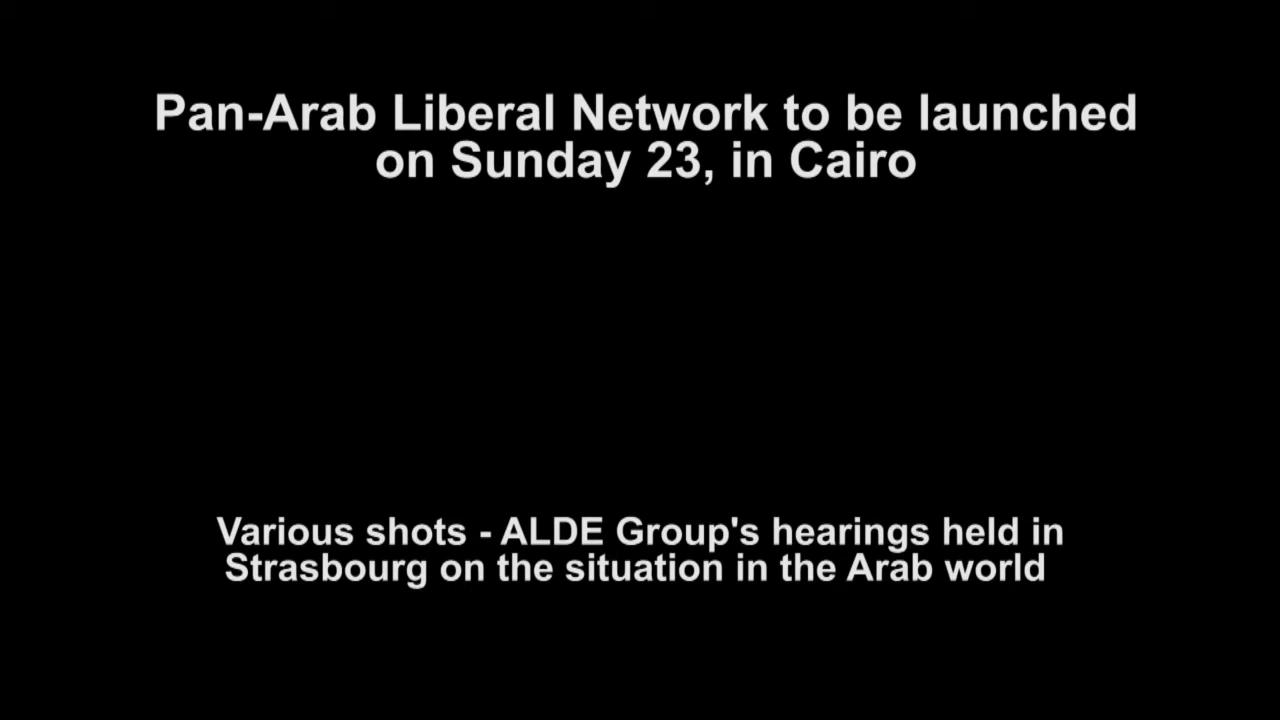 Pan-Arab Liberal Network to be launched
on Sunday 23, in Cairo
Various shots - ALDE Group's hearings held in
Strasbourg on the situation in the Arab world